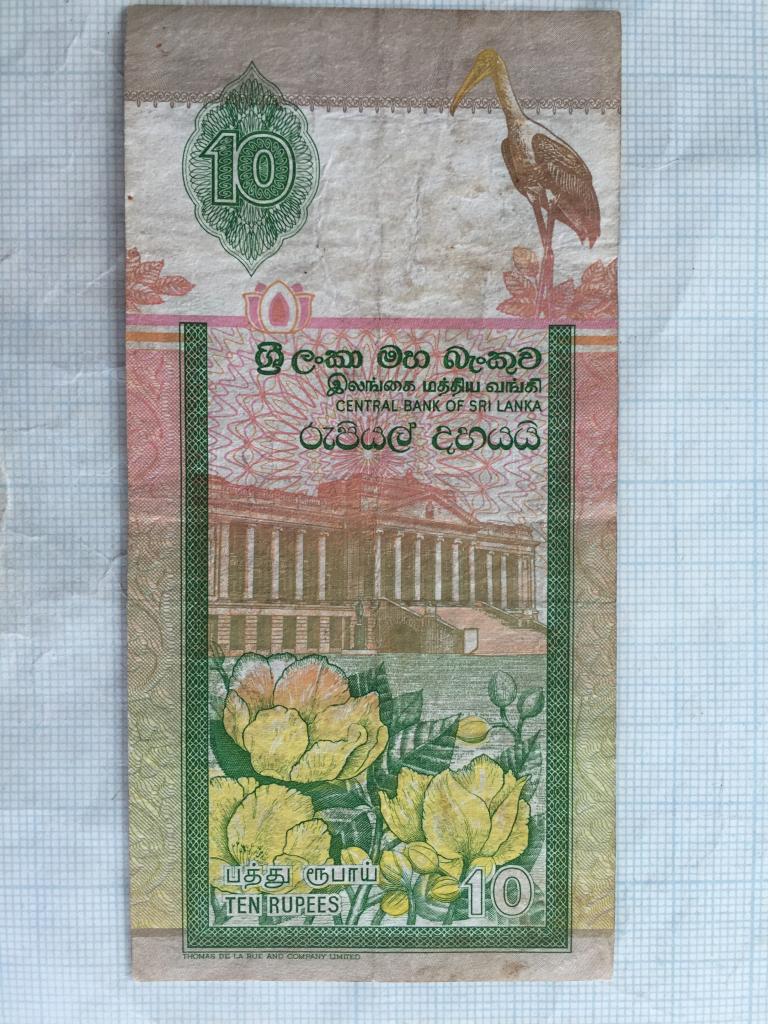 10
ශ්‍රී ලංකා මහ බැංකුව
இலங்கை மத்திய வங்கி
CENTRAL BANK OF SRI LANKA
රුපියල් දහයයි
பத்து ரூபாய்
TEN RUPEES
10
THOMAS DE LA RUE AND COMPANY LIMITED